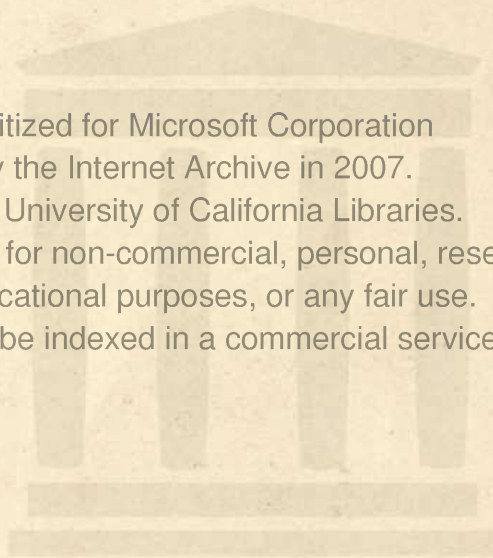 itized for Microsoft Corporation
the Internet Archive in 2007.
University of California Libraries.
for non-commercial, personal, rese
cational purposes, or any fair use.
be indexed in a commercial service